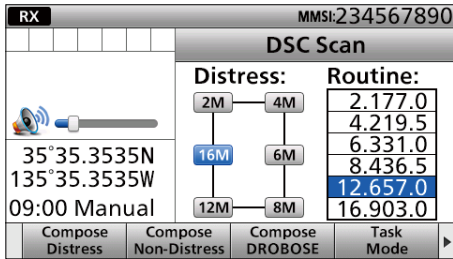 RX
MMSI:234567890
DSC Scan
Distress:
Routine:
2M
4M
16M
6M
12M
8M
2.177.0
4.219.5
6.331.0
8.436.5
12.657.0
16.903.0
35°35.3535N
135°35.3535W
09:00 Manual
Compose Distress
Compose Non-Distress
Compose DROBOSE
Task Mode